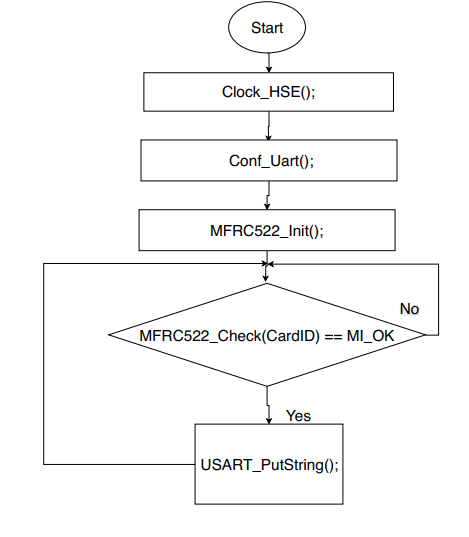 Start
Clock_HSE();
Conf_Uart();
MFRC522_Init();
No
MFRC522_Check(CardID) == MI_OK
Yes
USART_PutString();